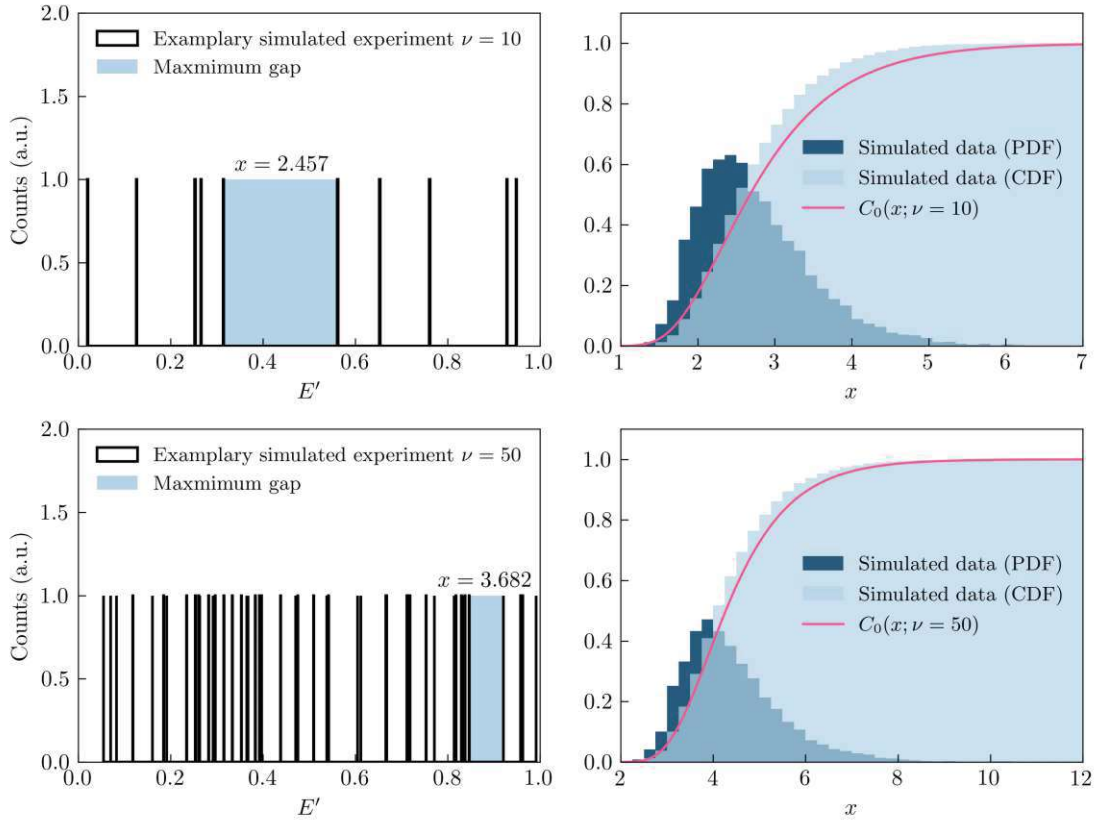 2.0
1.5
1.0
0.5
0.0
Counts (a.u.)
Examplary simulated experiment ν = 10
Maxmimum gap
x = 2.457
0.0 0.2 0.4 0.6 0.8 1.0
E′
1.0
0.8
0.6
0.4
0.2
0.0
Simulated data (PDF)
Simulated data (CDF)
C₀(x; ν = 10)
1 2 3 4 5 6 7
x
2.0
1.5
1.0
0.5
0.0
Counts (a.u.)
Examplary simulated experiment ν = 50
Maxmimum gap
x = 3.682
0.0 0.2 0.4 0.6 0.8 1.0
E′
1.0
0.8
0.6
0.4
0.2
0.0
Simulated data (PDF)
Simulated data (CDF)
C₀(x; ν = 50)
2 4 6 8 10 12
x